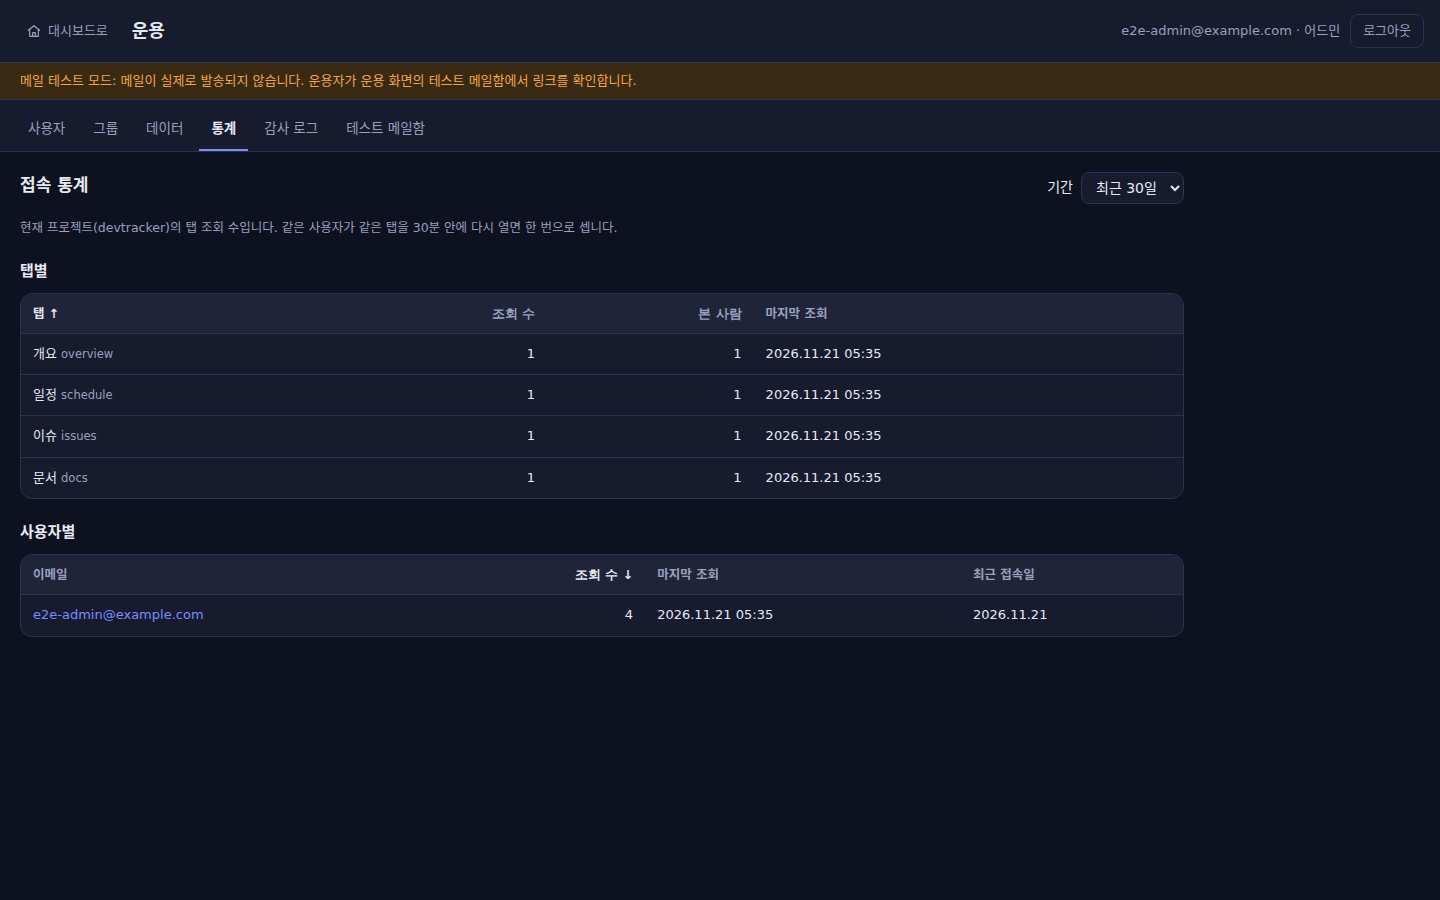 대시보드로 운용 e2e-admin@example.com · 어드민 로그아웃
메일 테스트 모드: 메일이 실제로 발송되지 않습니다. 운용자가 운용 화면의 테스트 메일함에서 링크를 확인합니다.
사용자 그룹 데이터 통계 감사 로그 테스트 메일함
접속 통계 기간 최근 30일
현재 프로젝트(devtracker)의 탭 조회 수입니다. 같은 사용자가 같은 탭을 30분 안에 다시 열면 한 번으로 셉니다.
탭별
탭 ↑ 조회 수 본 사람 마지막 조회
개요 overview 1 1 2026.11.21 05:35
일정 schedule 1 1 2026.11.21 05:35
이슈 issues 1 1 2026.11.21 05:35
문서 docs 1 1 2026.11.21 05:35
사용자별
이메일 조회 수 ↓ 마지막 조회 최근 접속일
e2e-admin@example.com 4 2026.11.21 05:35 2026.11.21